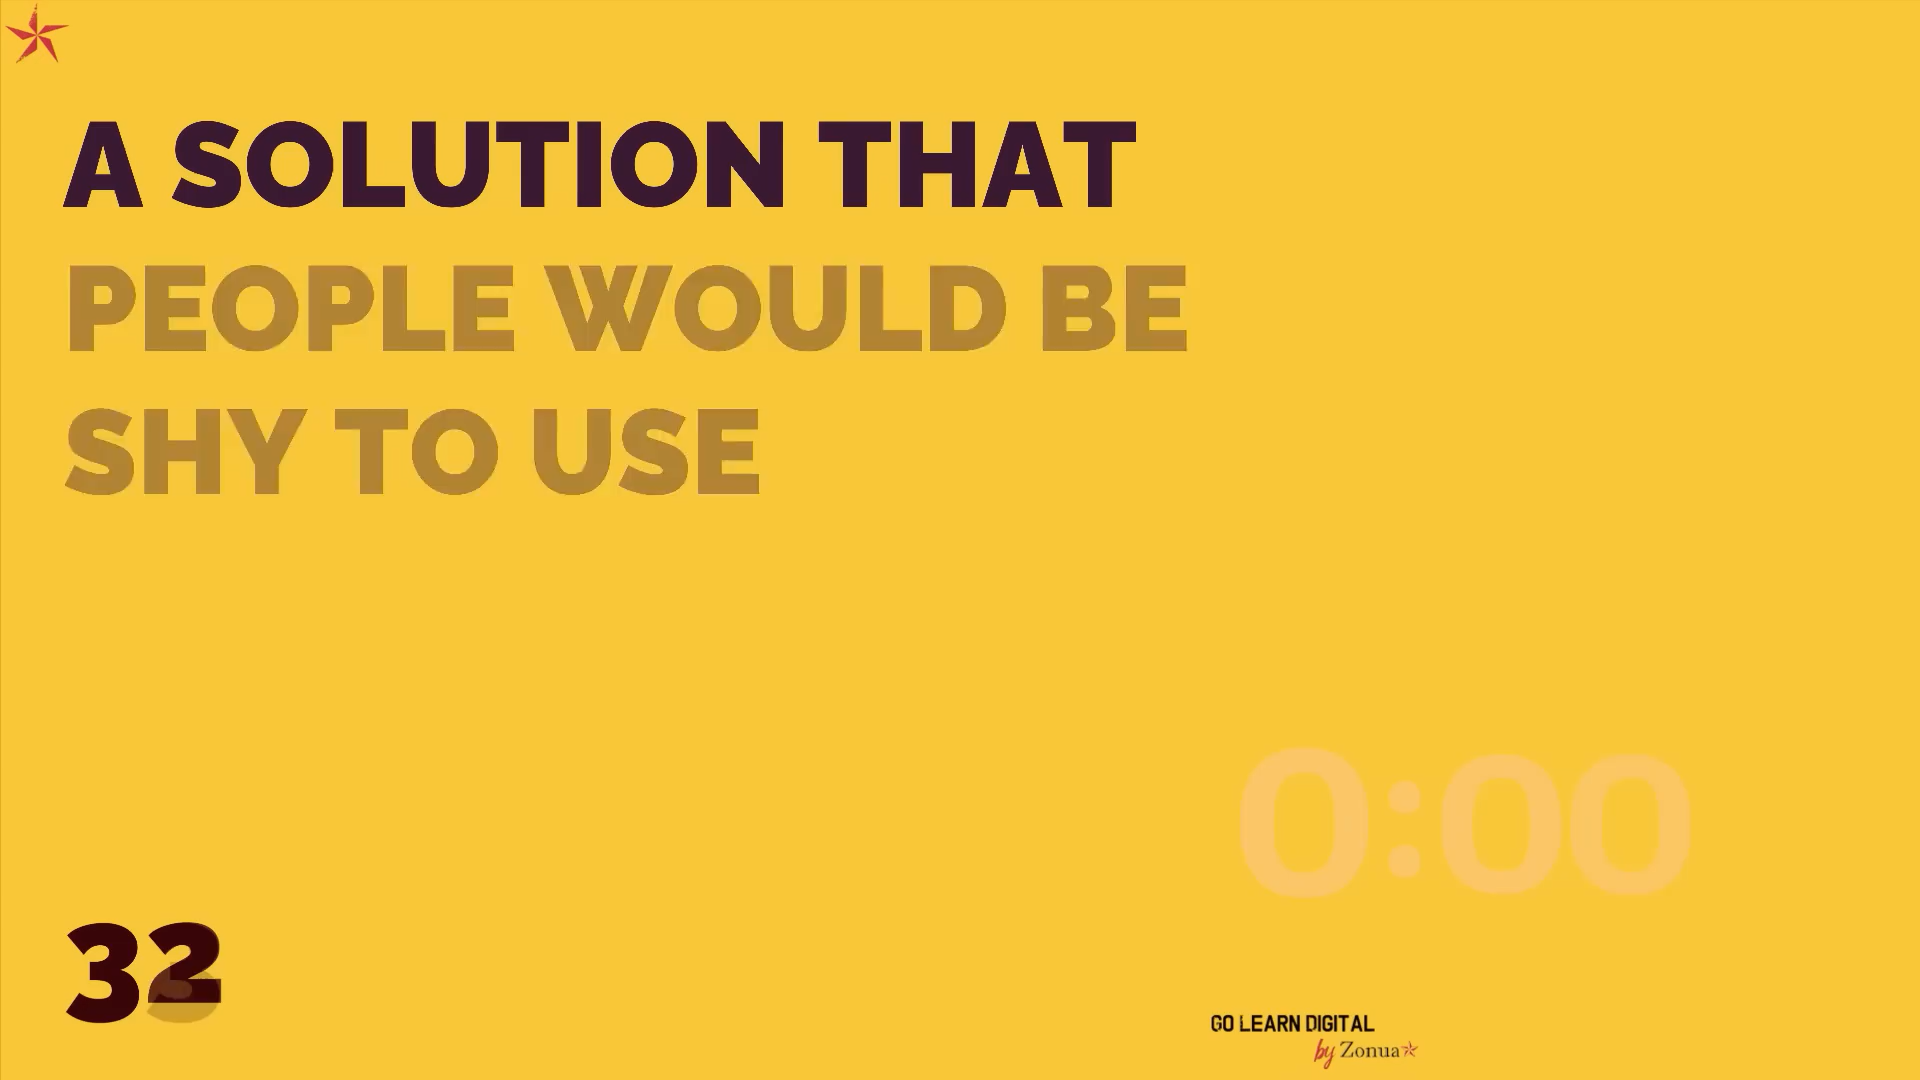 A SOLUTION THAT
PEOPLE WOULD BE
SHY TO USE
0:00
32
GO LEARN DIGITAL
by Zonua